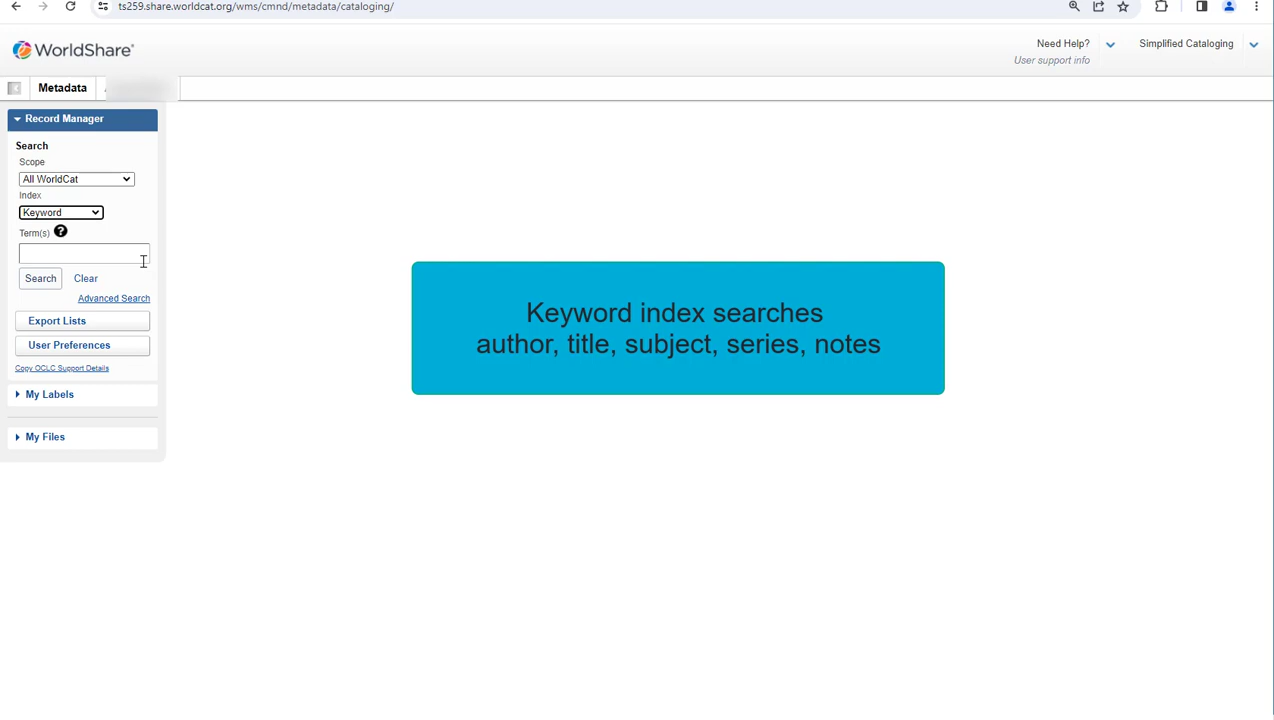 ts259.share.worldcat.org/wms/cmnd/metadata/cataloging/
WorldShare®
Need Help?
Simplified Cataloging
User support info
Metadata
Record Manager
Search
Scope
All WorldCat
Index
Keyword
Term(s) ?
Search Clear
Advanced Search
Export Lists
User Preferences
Copy OCLC Support Details
My Labels
My Files
Keyword index searches
author, title, subject, series, notes